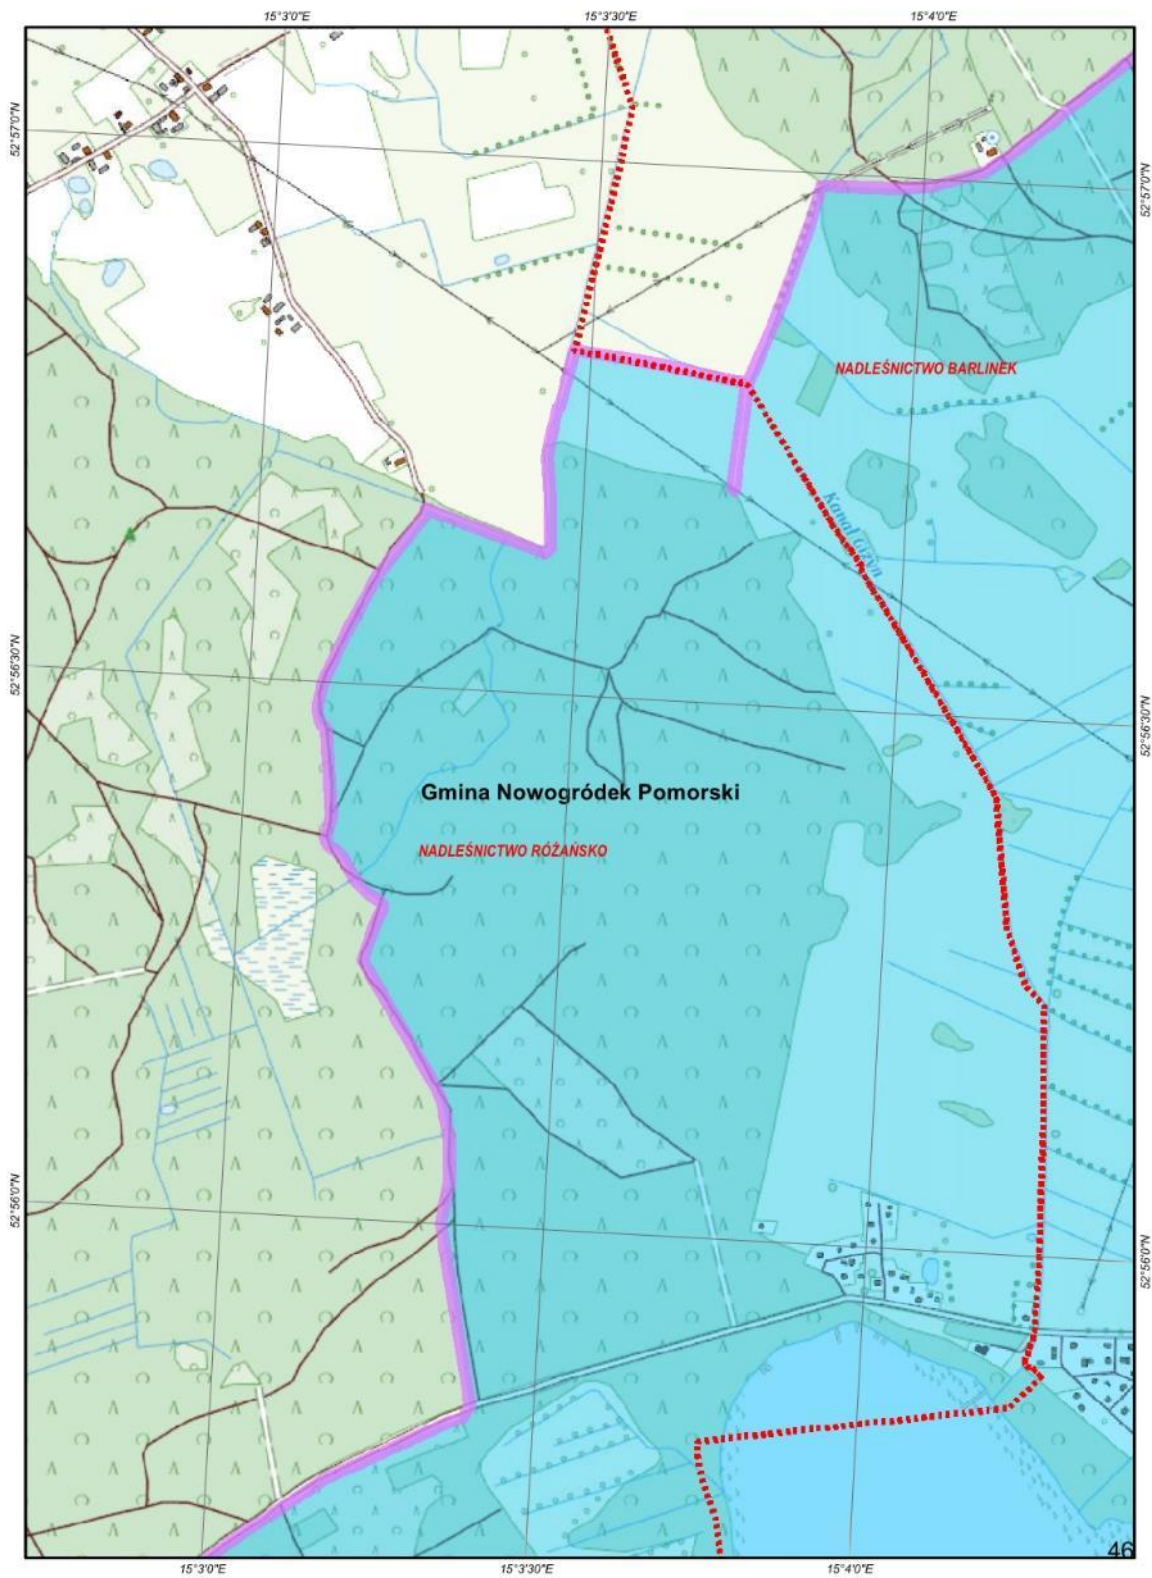 15°3'0"E
15°3'30"E
15°4'0"E
52°57'0"N
52°57'0"N
NADLEŚNICTWO BARLINEK
Kanał Giżyn
52°56'30"N
52°56'30"N
Gmina Nowogródek Pomorski
NADLEŚNICTWO RÓŻAŃSKO
52°56'0"N
52°56'0"N
46
15°3'0"E
15°3'30"E
15°4'0"E